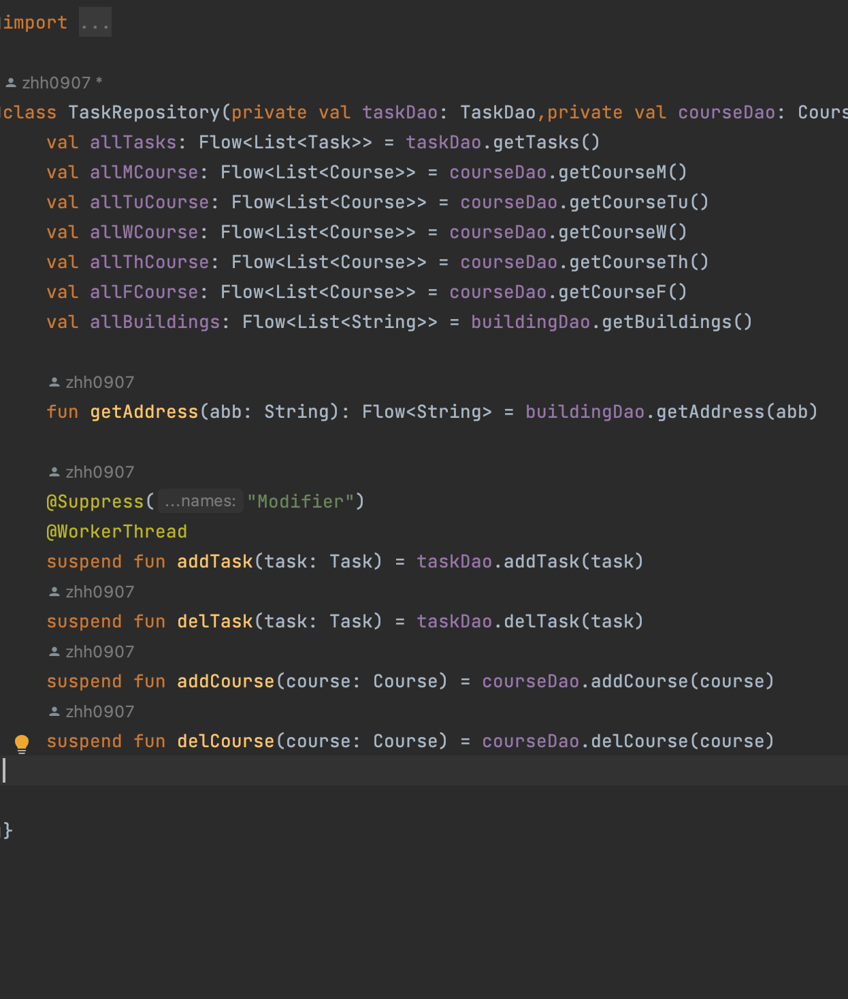 import ...
zhh0907 *
class TaskRepository(private val taskDao: TaskDao,private val courseDao: Cours
val allTasks: Flow<List<Task>> = taskDao.getTasks()
val allMCourse: Flow<List<Course>> = courseDao.getCourseM()
val allTuCourse: Flow<List<Course>> = courseDao.getCourseTu()
val allWCourse: Flow<List<Course>> = courseDao.getCourseW()
val allThCourse: Flow<List<Course>> = courseDao.getCourseTh()
val allFCourse: Flow<List<Course>> = courseDao.getCourseF()
val allBuildings: Flow<List<String>> = buildingDao.getBuildings()
zhh0907
fun getAddress(abb: String): Flow<String> = buildingDao.getAddress(abb)
zhh0907
@Suppress( ...names: "Modifier")
@WorkerThread
suspend fun addTask(task: Task) = taskDao.addTask(task)
zhh0907
suspend fun delTask(task: Task) = taskDao.delTask(task)
zhh0907
suspend fun addCourse(course: Course) = courseDao.addCourse(course)
zhh0907
suspend fun delCourse(course: Course) = courseDao.delCourse(course)
}